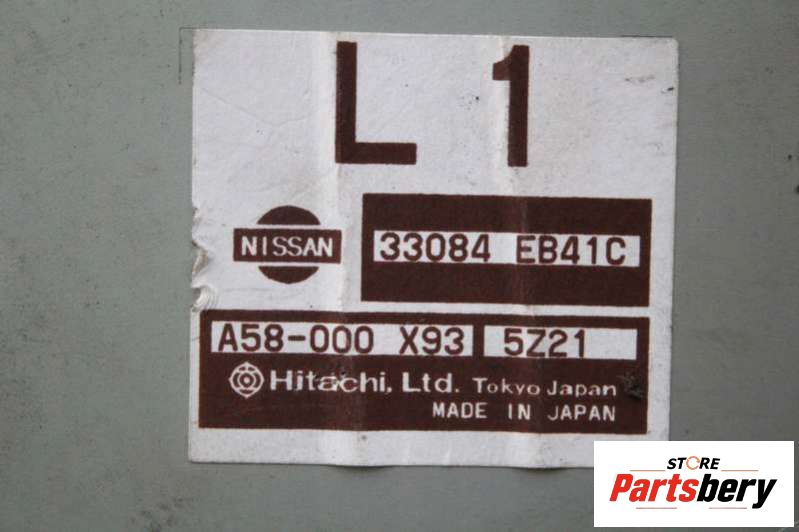 L 1
NISSAN 33084 EB41C
A58-000 X93 5Z21
Hitachi, Ltd. Tokyo Japan
MADE IN JAPAN
STORE
Partsbery